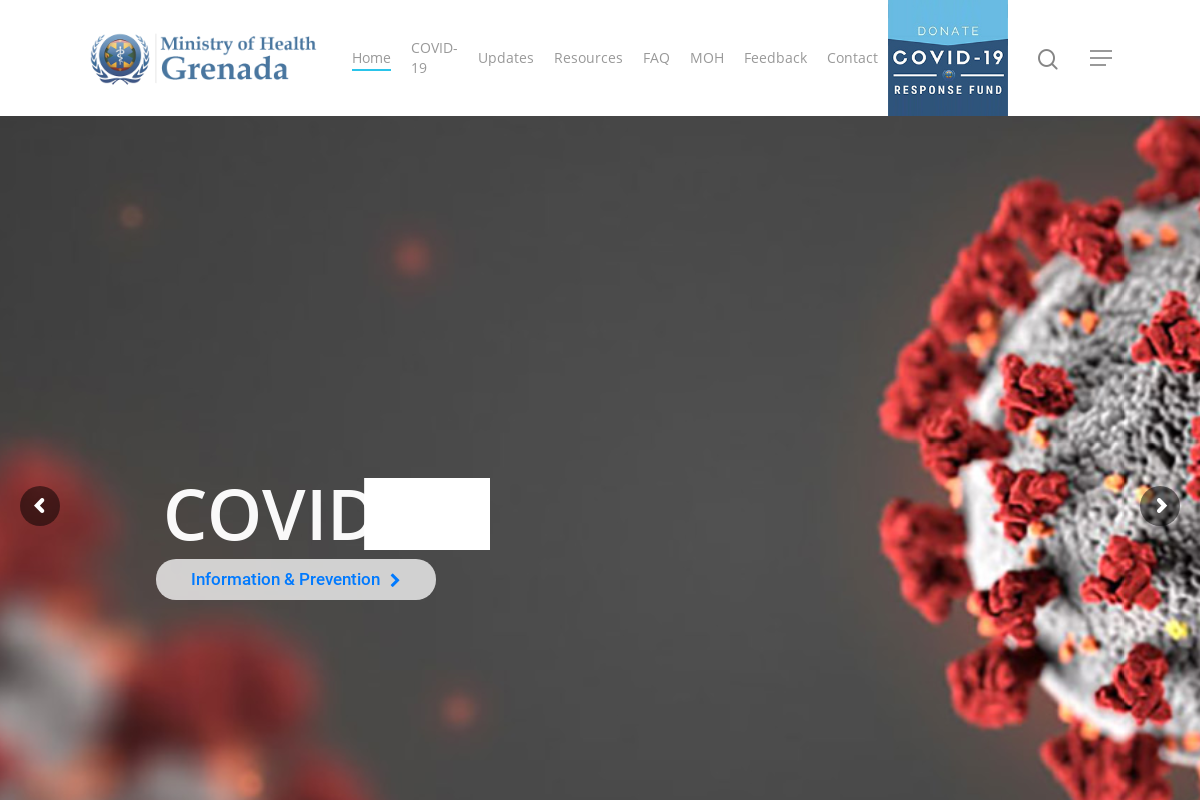 Ministry of Health
Grenada
Home
COVID-
19
Updates
Resources
FAQ
MOH
Feedback
Contact
DONATE
COVID-19
RESPONSE FUND
COVID
Information & Prevention